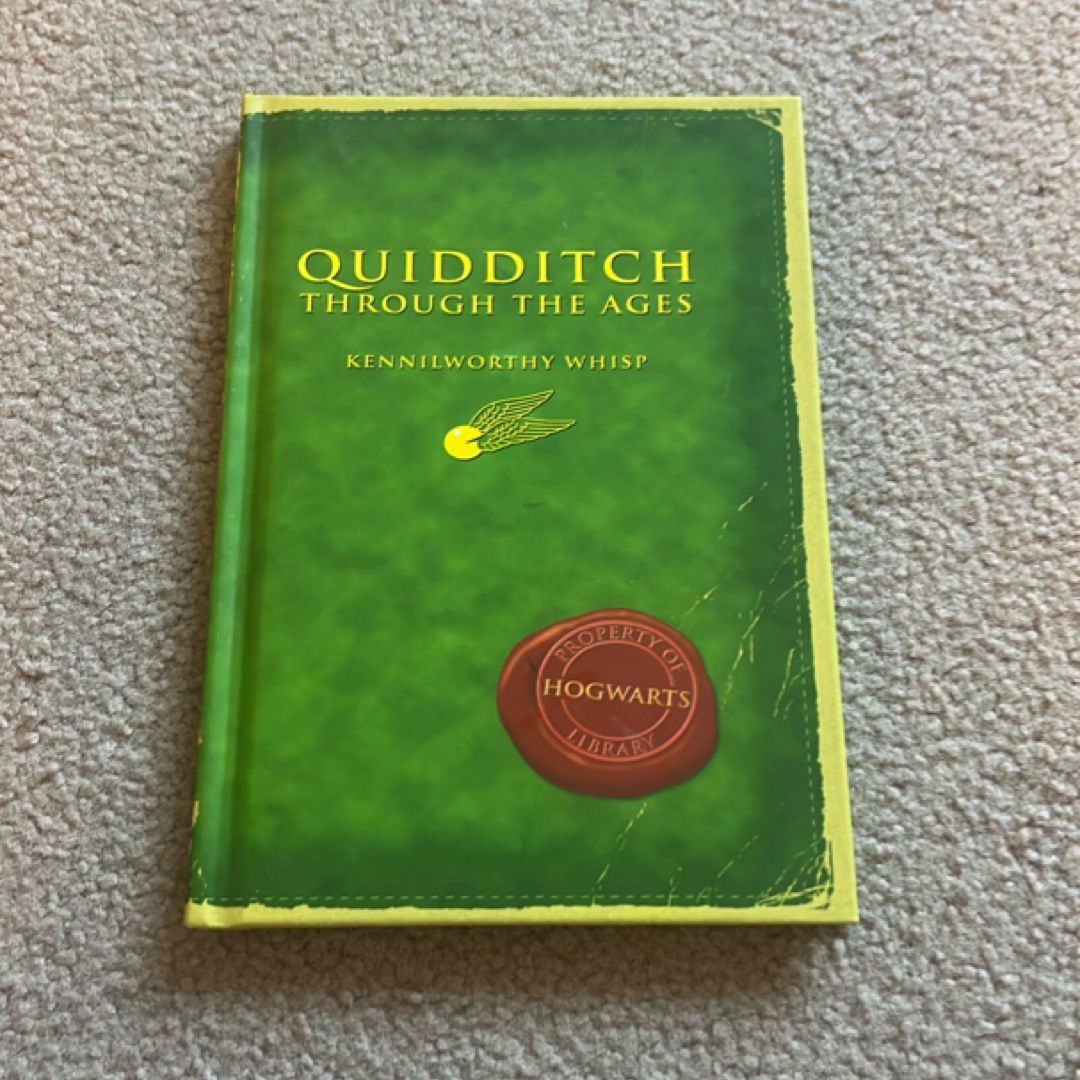 QUIDDITCH
THROUGH THE AGES
KENNILWORTHY WHISP
PROPERTY OF
HOGWARTS
LIBRARY